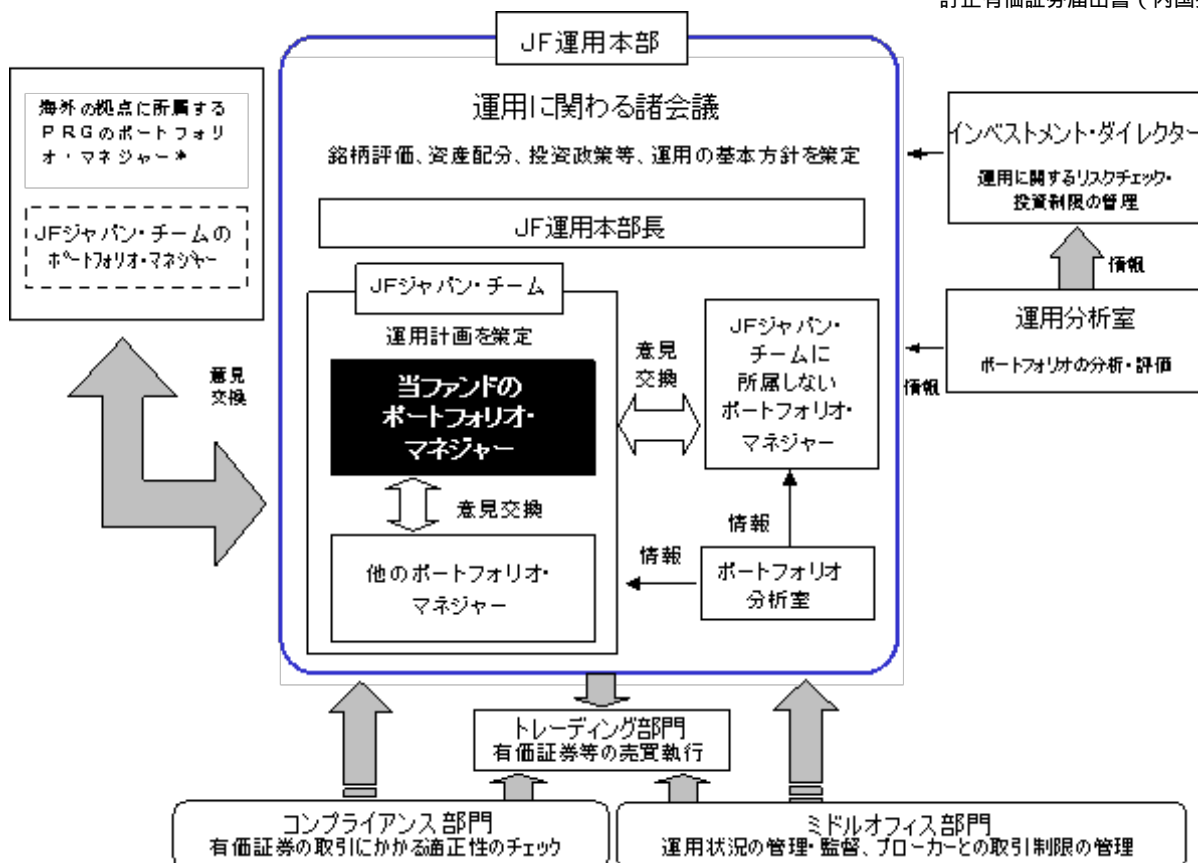 JF運用本部
運用に関わる諸会議
銘柄評価、資産配分、投資政策等、運用の基本方針を策定
JF運用本部長
海外の拠点に所属する
PRGのポートフォリ
オ・マネジャー*
JFジャパン・チームの
ポートフォリオ・マネジャー
意見
交換
JFジャパン・チーム
運用計画を策定
当ファンドの
ポートフォリオ・
マネジャー
意見交換
他のポートフォリオ・
マネジャー
意見
交換
JFジャパン・
チームに
所属しない
ポートフォリオ・
マネジャー
情報
情報
ポートフォリオ
分析室
インベストメント・ダイレクター
運用に関するリスクチェック・
投資制限の管理
情報
運用分析室
ポートフォリオの分析・評価
情報
トレーディング部門
有価証券等の売買執行
コンプライアンス部門
有価証券の取引にかかる適正性のチェック
ミドルオフィス部門
運用状況の管理・監督、ブローカーとの取引制限の管理